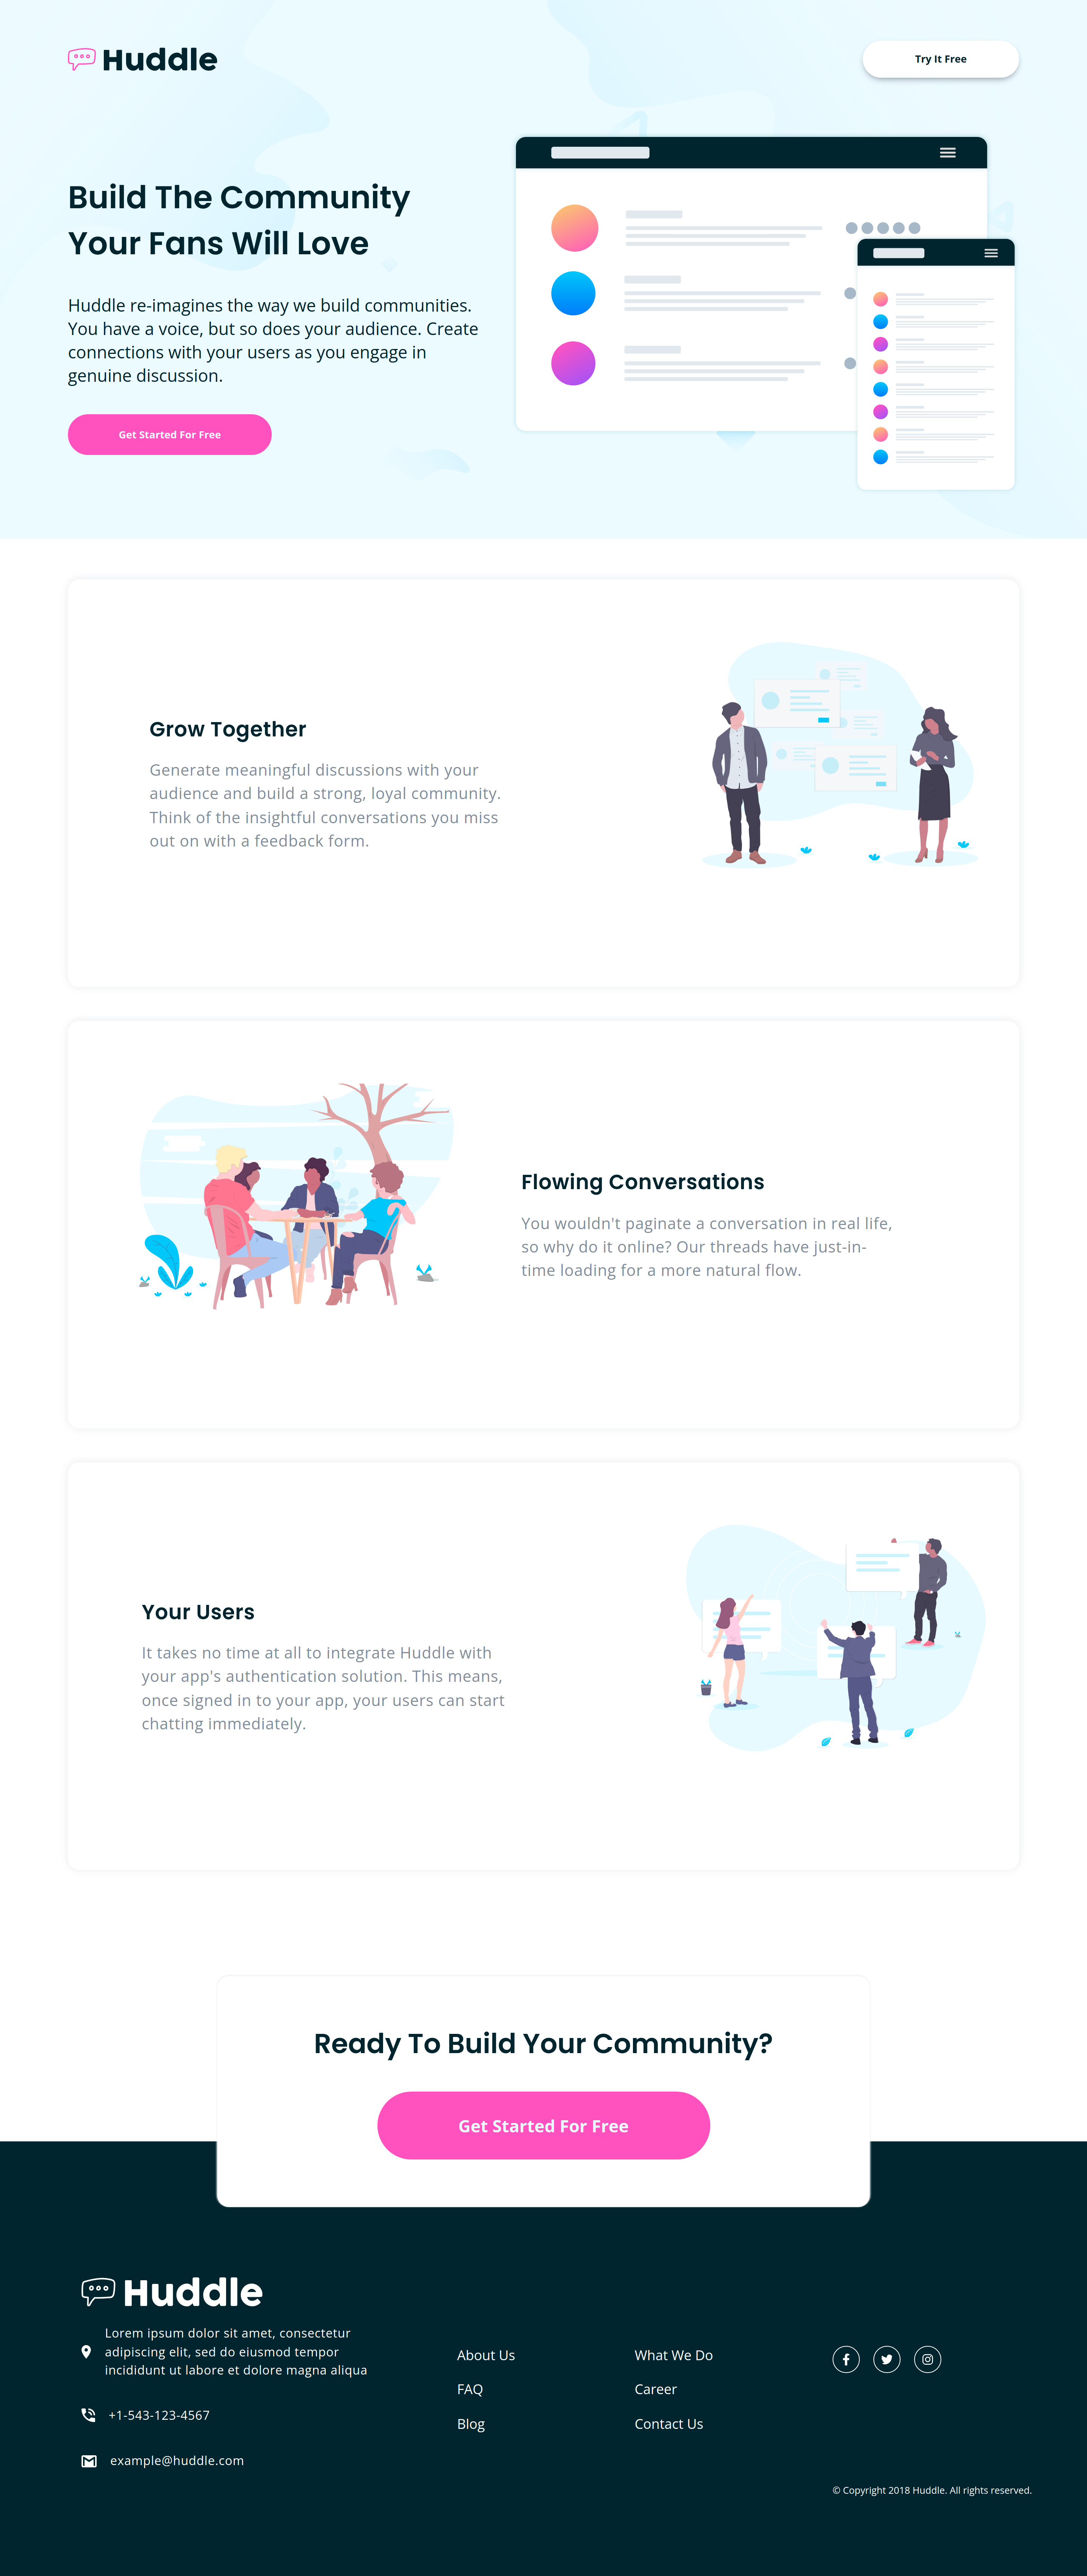 Huddle
Try It Free
Build The Community
Your Fans Will Love
Huddle re-imagines the way we build communities.
You have a voice, but so does your audience. Create
connections with your users as you engage in
genuine discussion.
Get Started For Free
Grow Together
Generate meaningful discussions with your
audience and build a strong, loyal community.
Think of the insightful conversations you miss
out on with a feedback form.
Flowing Conversations
You wouldn't paginate a conversation in real life,
so why do it online? Our threads have just-in-
time loading for a more natural flow.
Your Users
It takes no time at all to integrate Huddle with
your app's authentication solution. This means,
once signed in to your app, your users can start
chatting immediately.
Ready To Build Your Community?
Get Started For Free
Huddle
Lorem ipsum dolor sit amet, consectetur
adipiscing elit, sed do eiusmod tempor
incididunt ut labore et dolore magna aliqua
+1-543-123-4567
example@huddle.com
About Us
FAQ
Blog
What We Do
Career
Contact Us
© Copyright 2018 Huddle. All rights reserved.